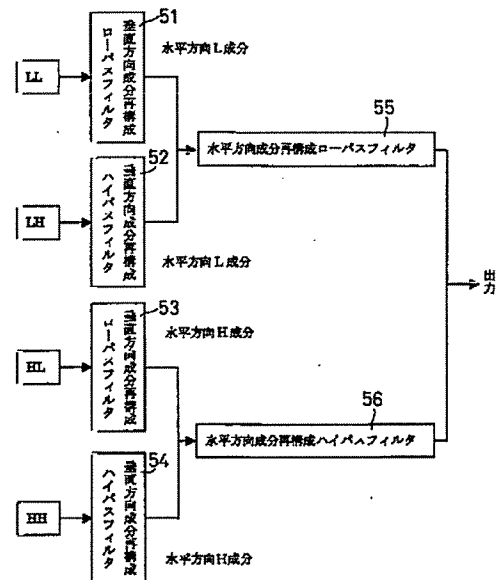 51
LL
垂直方向成分再構成
ローパスフィルタ
水平方向L成分
52
LH
垂直方向成分再構成
ハイパスフィルタ
水平方向L成分
55
水平方向成分再構成ローパスフィルタ
出力
53
HL
垂直方向成分再構成
ローパスフィルタ
水平方向H成分
56
水平方向成分再構成ハイパスフィルタ
54
HH
垂直方向成分再構成
ハイパスフィルタ
水平方向H成分